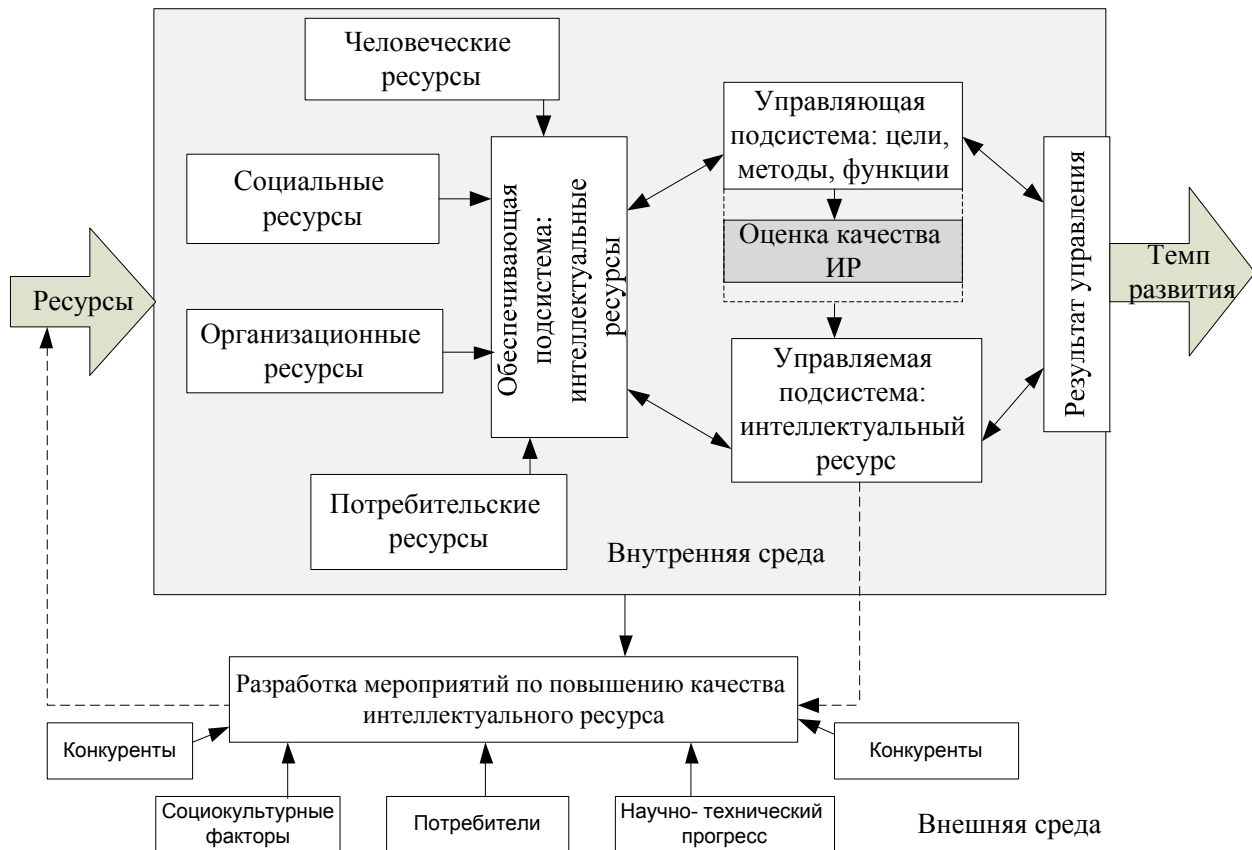 Человеческие
ресурсы
Социальные
ресурсы
Ресурсы
Организационные
ресурсы
Потребительские
ресурсы
Обеспечивающая
подсистема:
интеллектуальные
ресурсы
Управляющая
подсистема: цели,
методы, функции
Оценка качества
ИР
Управляемая
подсистема:
интеллектуальный
ресурс
Результат управления
Темп
развития
Внутренняя среда
Разработка мероприятий по повышению качества
интеллектуального ресурса
Конкуренты
Конкуренты
Социокультурные
факторы
Потребители
Научно- технический
прогресс
Внешняя среда